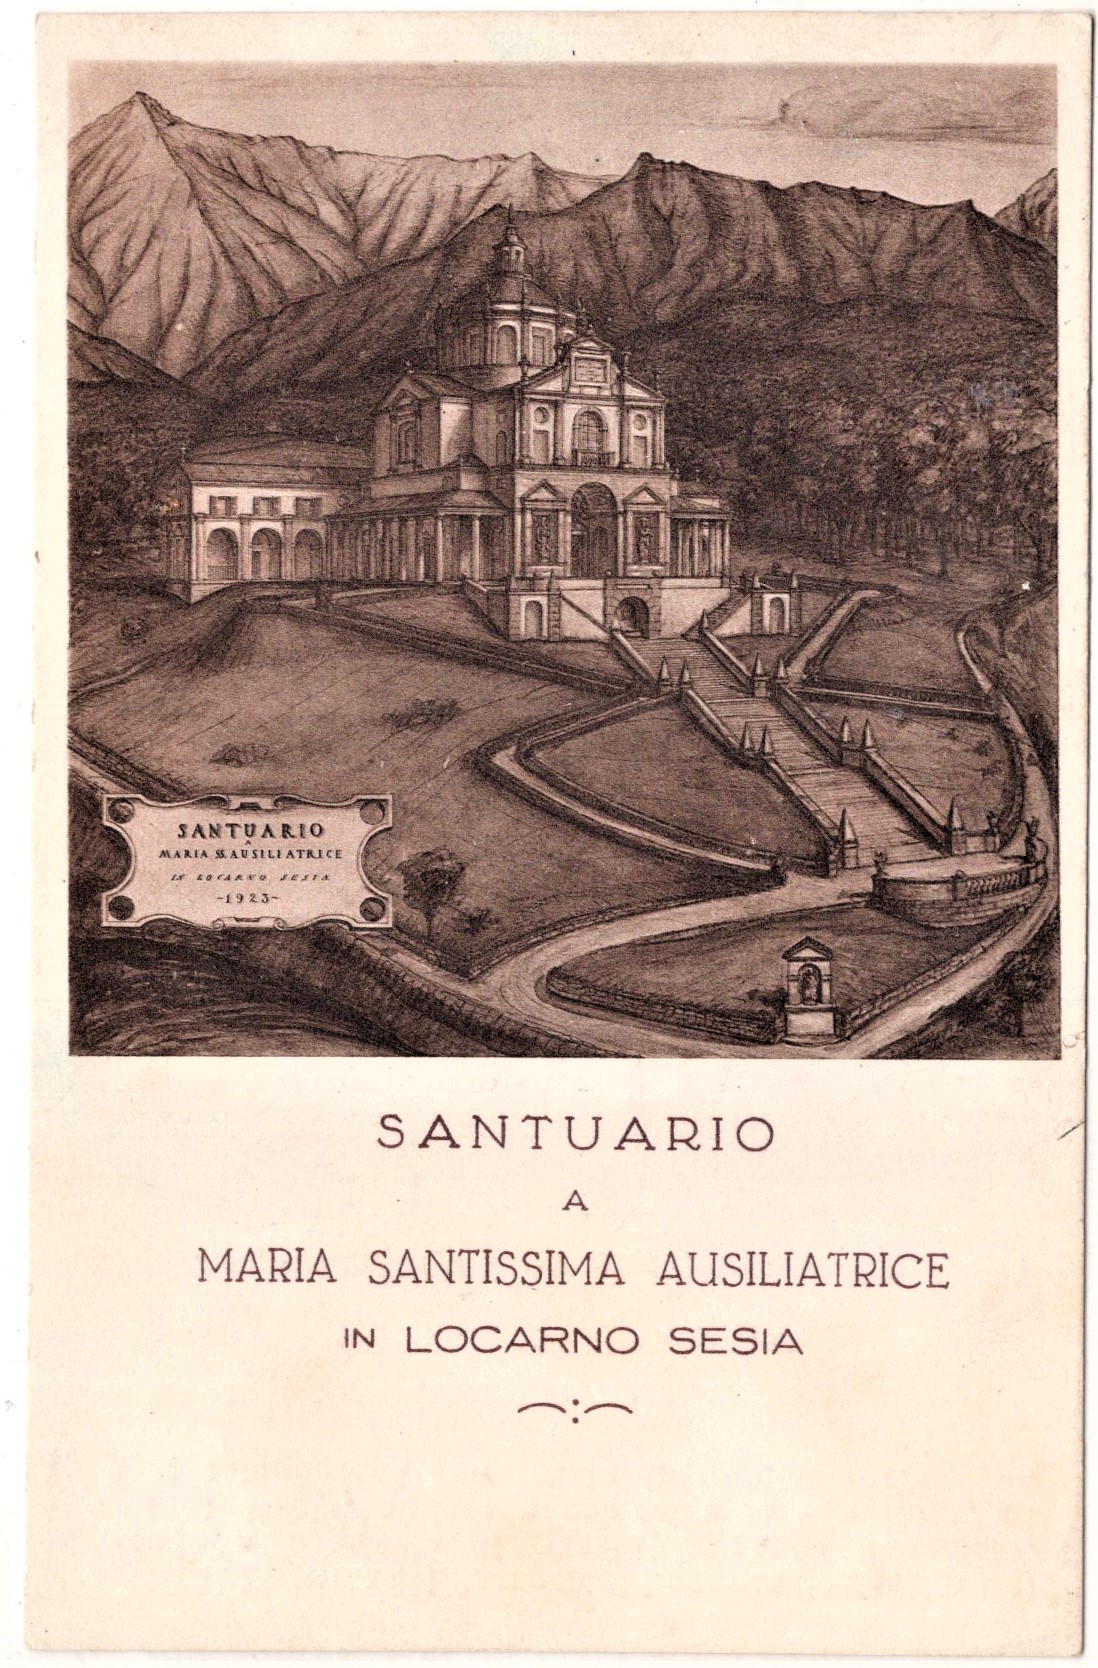 SANTUARIO
A
MARIA SS. AUSILIATRICE
IN LOCARNO SESIA
-1923-
SANTUARIO
A
MARIA SANTISSIMA AUSILIATRICE
IN LOCARNO SESIA